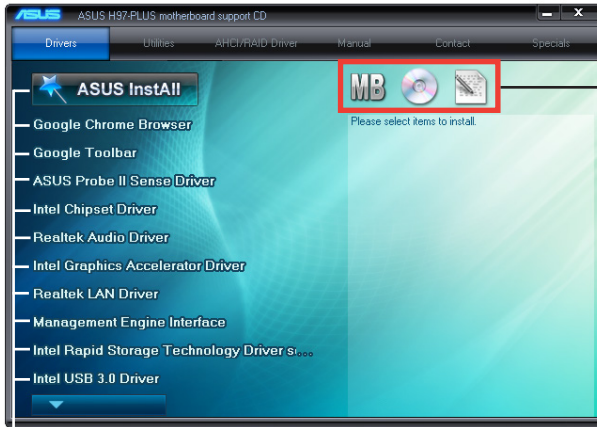 ASUS ASUS H97-PLUS motherboard support CD
Drivers Utilities AHCI/RAID Driver Manual Contact Specials
ASUS InstAll
MB
Please select items to install.
Google Chrome Browser
Google Toolbar
ASUS Probe II Sense Driver
Intel Chipset Driver
Realtek Audio Driver
Intel Graphics Accelerator Driver
Realtek LAN Driver
Management Engine Interface
Intel Rapid Storage Technology Driver s...
Intel USB 3.0 Driver